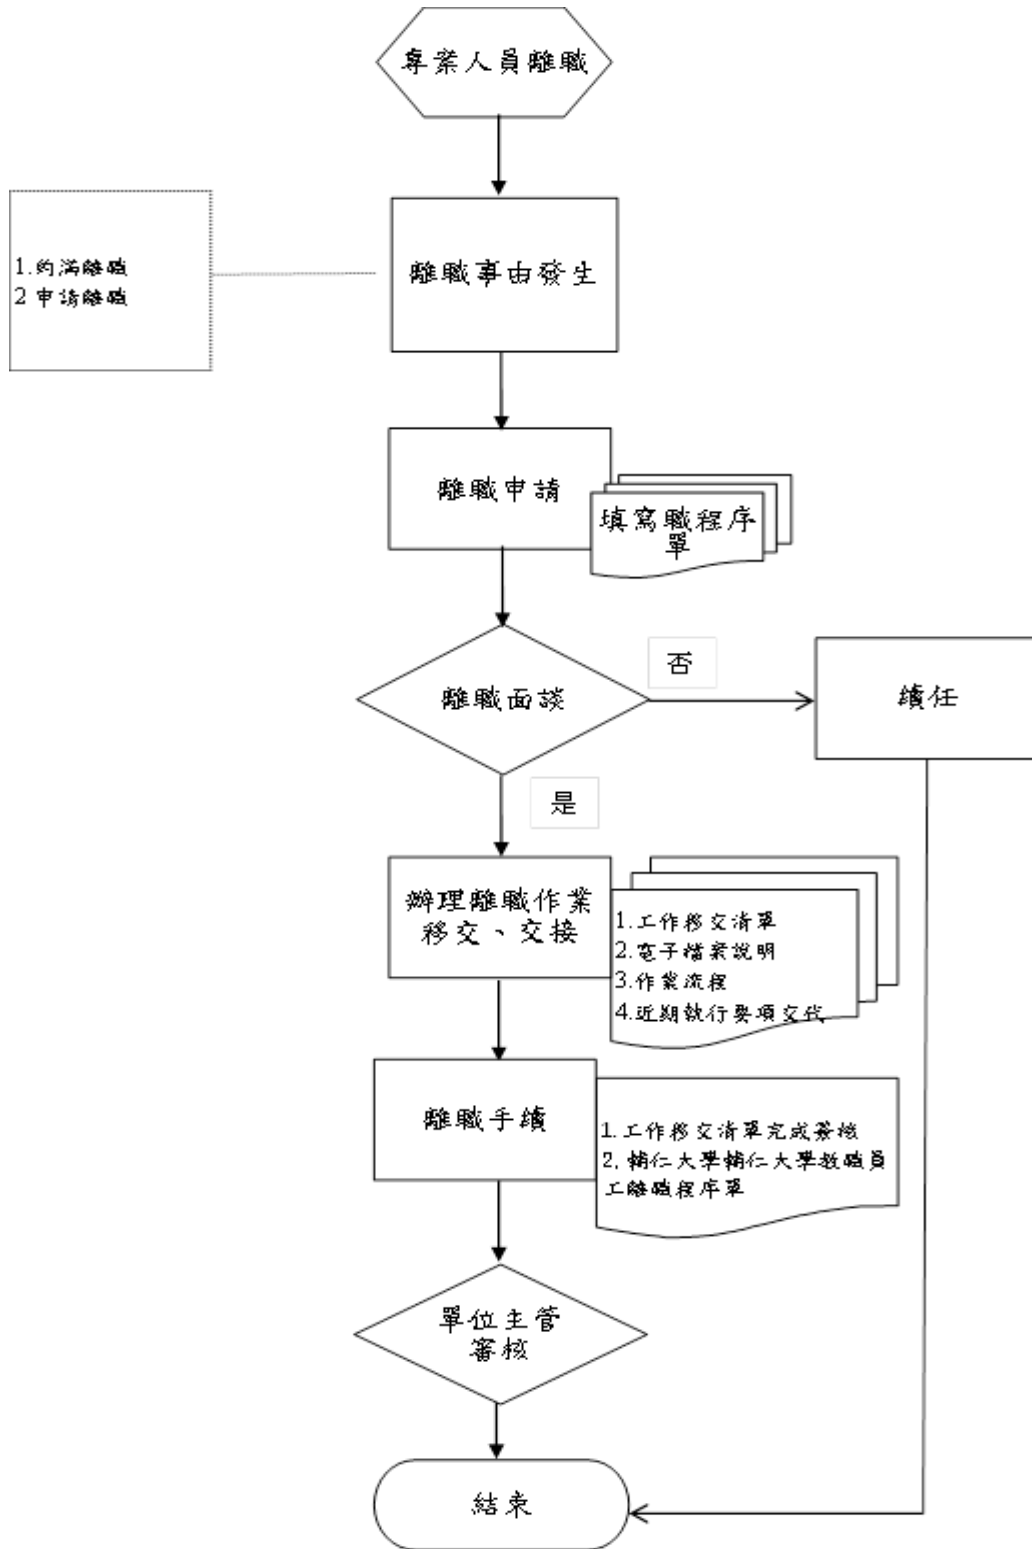 專業人員離職
離職事由發生
1.約滿離職
2 申請離職
離職申請
填寫職程序
單
離職面談
否
續任
是
辦理離職作業
移交、交接
1.工作移交清單
2.電子檔案說明
3.作業流程
4.近期執行要項交代
離職手續
1.工作移交清單完成簽核
2, 輔仁大學輔仁大學教職員
工離職程序單
單位主管
審核
結束